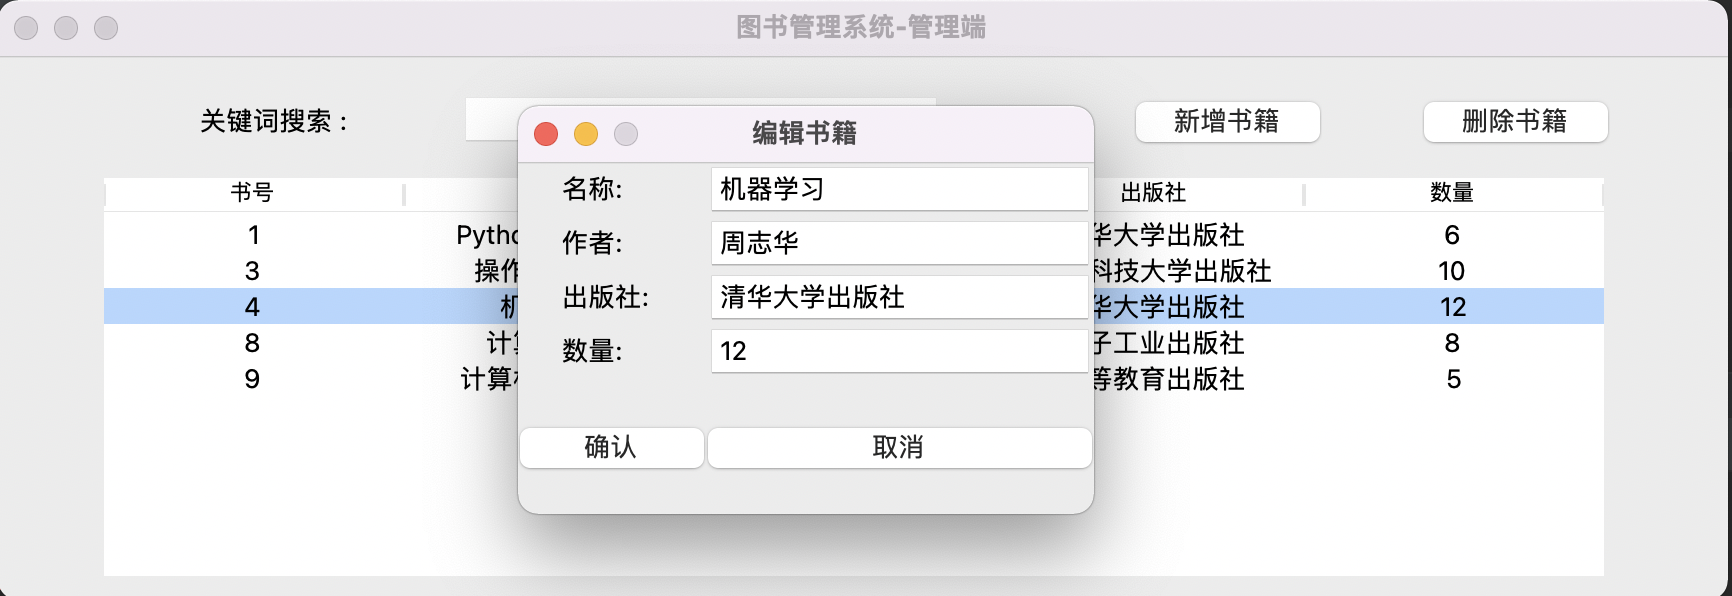 图书管理系统-管理端
关键词搜索：
新增书籍
删除书籍
编辑书籍
名称: 机器学习
作者: 周志华
出版社: 清华大学出版社
数量: 12
确认 取消
书号 出版社 数量
1 Pytho 华大学出版社 6
3 操作 科技大学出版社 10
4 机 华大学出版社 12
8 计算 子工业出版社 8
9 计算机 等教育出版社 5